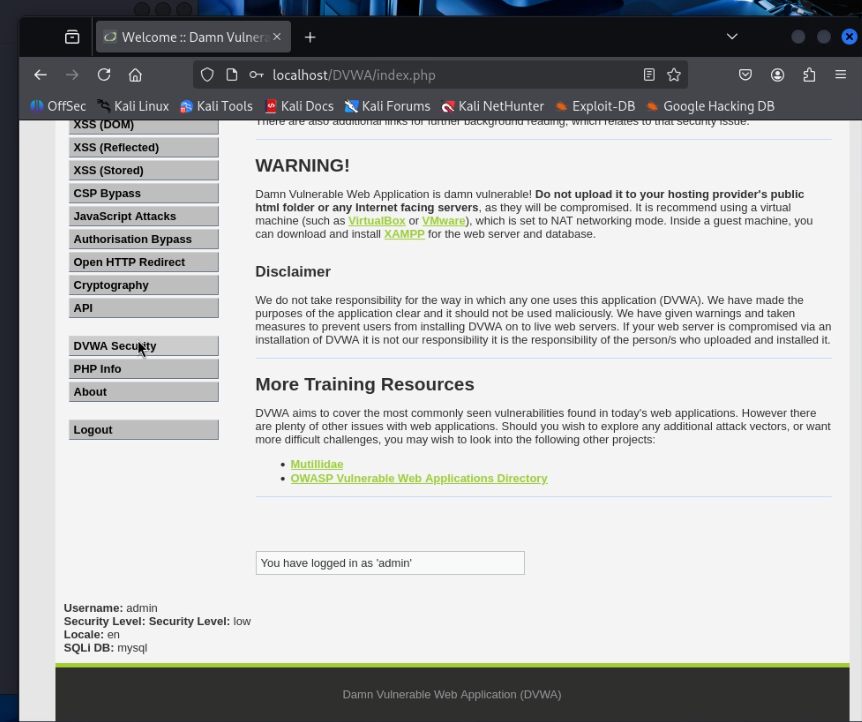 Welcome :: Damn Vulnera
localhost/DVWA/index.php
OffSec Kali Linux Kali Tools Kali Docs Kali Forums Kali NetHunter Exploit-DB Google Hacking DB
XSS (DOM)
XSS (Reflected)
XSS (Stored)
CSP Bypass
JavaScript Attacks
Authorisation Bypass
Open HTTP Redirect
Cryptography
API
DVWA Security
PHP Info
About
Logout
There are also additional links for further background reading, which relates to that security issue.
WARNING!
Damn Vulnerable Web Application is damn vulnerable! Do not upload it to your hosting provider's public
html folder or any Internet facing servers, as they will be compromised. It is recommend using a virtual
machine (such as VirtualBox or VMware), which is set to NAT networking mode. Inside a guest machine, you
can download and install XAMPP for the web server and database.
Disclaimer
We do not take responsibility for the way in which any one uses this application (DVWA). We have made the
purposes of the application clear and it should not be used maliciously. We have given warnings and taken
measures to prevent users from installing DVWA on to live web servers. If your web server is compromised via an
installation of DVWA it is not our responsibility it is the responsibility of the person/s who uploaded and installed it.
More Training Resources
DVWA aims to cover the most commonly seen vulnerabilities found in today's web applications. However there
are plenty of other issues with web applications. Should you wish to explore any additional attack vectors, or want
more difficult challenges, you may wish to look into the following other projects:
Mutillidae
OWASP Vulnerable Web Applications Directory
You have logged in as 'admin'
Username: admin
Security Level: Security Level: low
Locale: en
SQLi DB: mysql
Damn Vulnerable Web Application (DVWA)